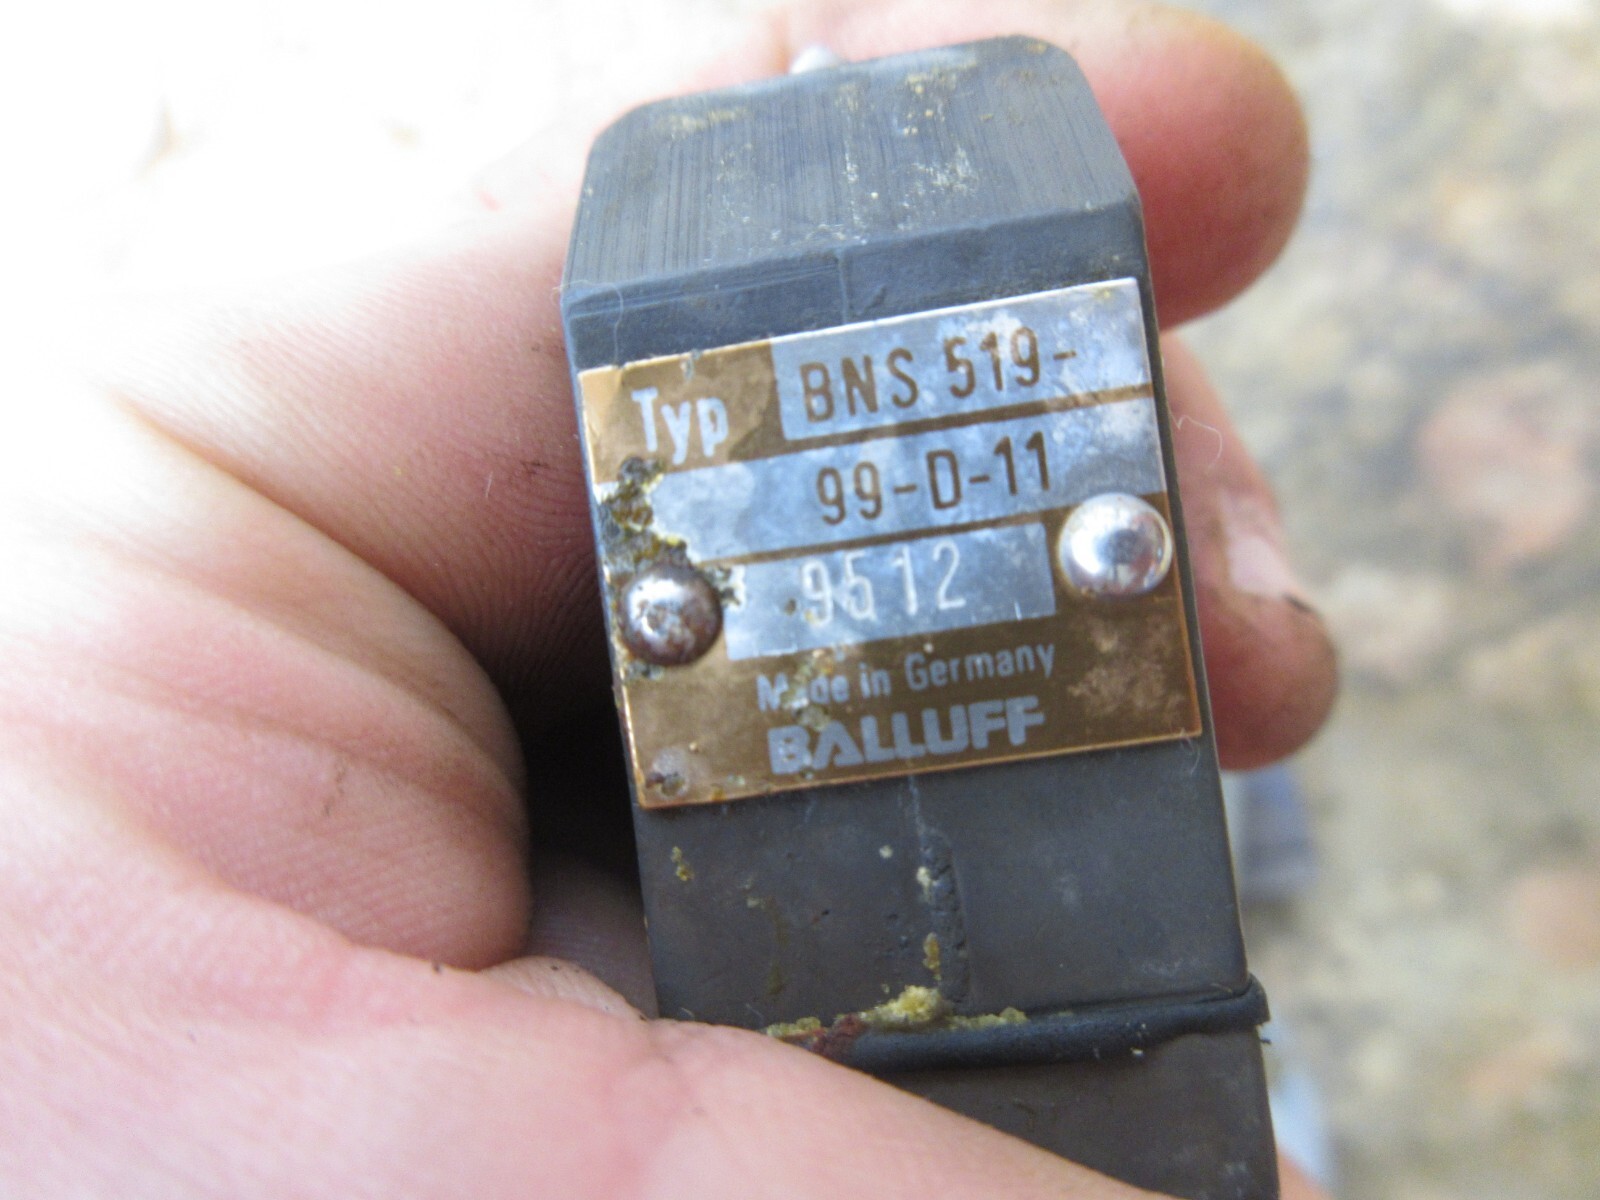 Typ BNS 519-
99-D-11
9512
Made in Germany
BALLUFF